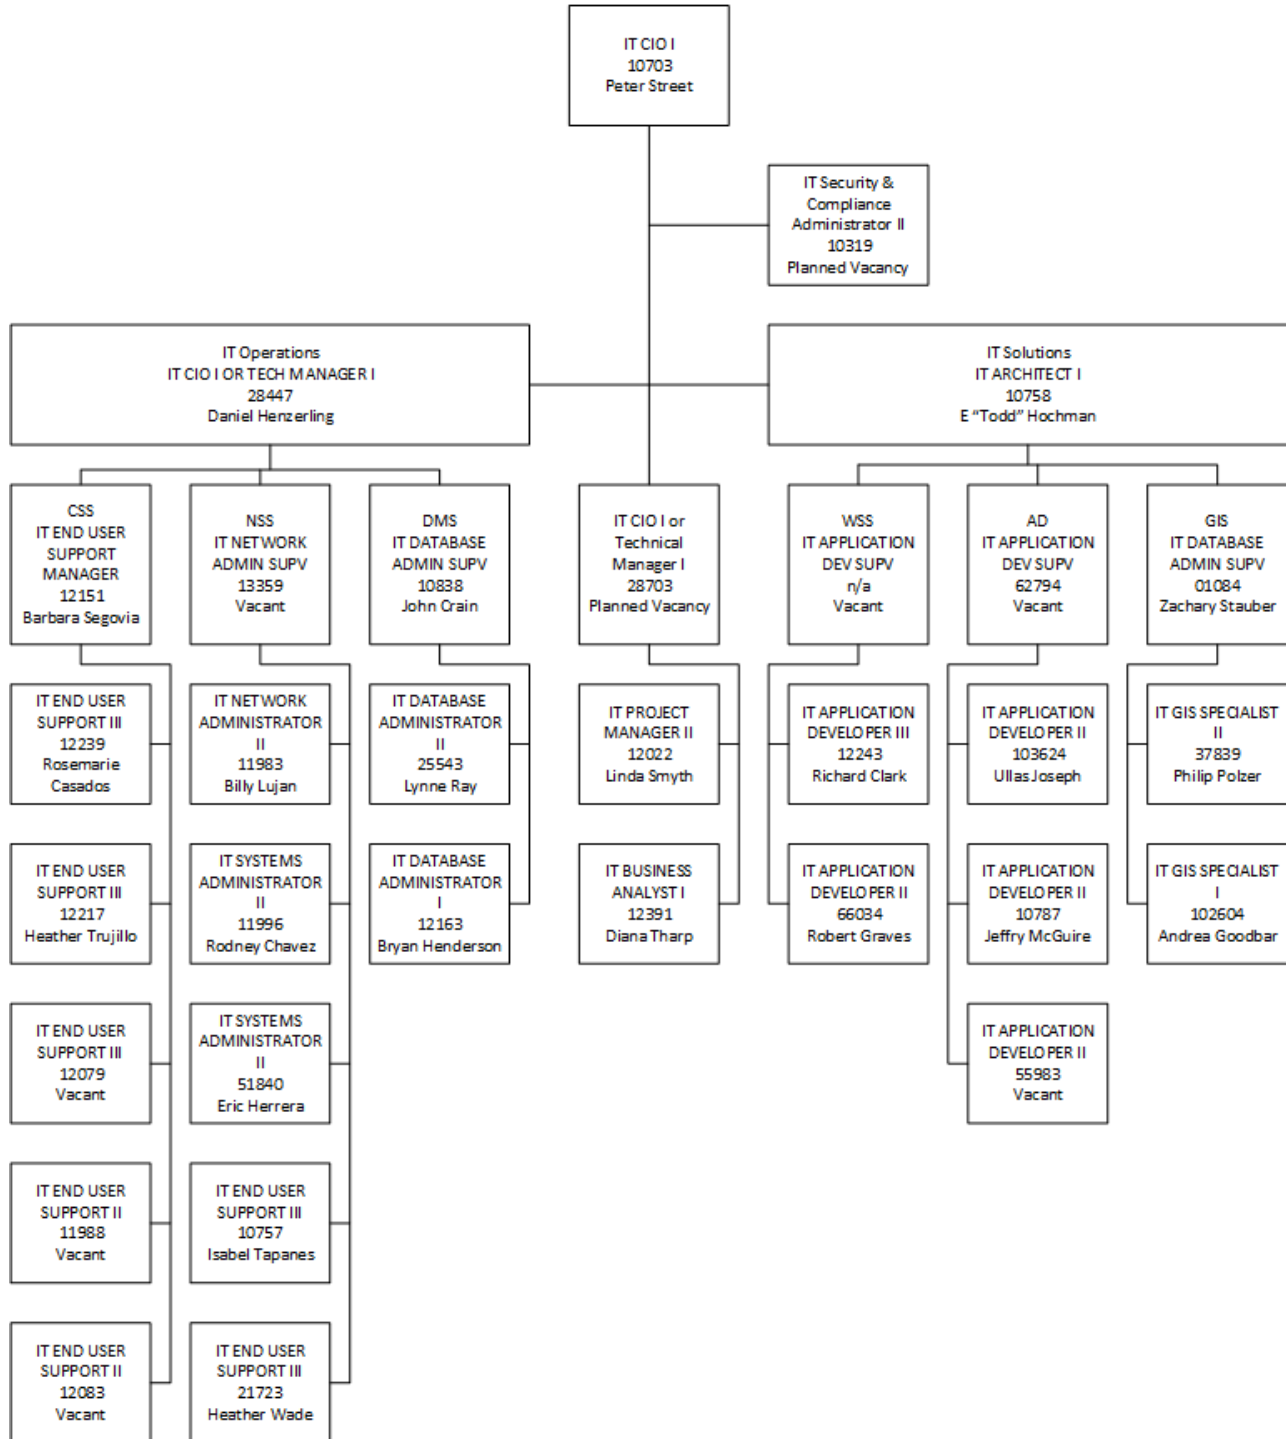 IT CIO I
10703
Peter Street
IT Security &
Compliance
Administrator II
10319
Planned Vacancy
IT Operations
IT CIO I OR TECH MANAGER I
28447
Daniel Henzerling
IT Solutions
IT ARCHITECT I
10758
E “Todd” Hochman
CSS
IT END USER
SUPPORT
MANAGER
12151
Barbara Segovia
NSS
IT NETWORK
ADMIN SUPV
13359
Vacant
DMS
IT DATABASE
ADMIN SUPV
10838
John Crain
IT CIO I or
Technical
Manager I
28703
Planned Vacancy
WSS
IT APPLICATION
DEV SUPV
n/a
Vacant
AD
IT APPLICATION
DEV SUPV
62794
Vacant
GIS
IT DATABASE
ADMIN SUPV
01084
Zachary Stauber
IT END USER
SUPPORT III
12239
Rosemarie
Casados
IT NETWORK
ADMINISTRATOR
II
11983
Billy Lujan
IT DATABASE
ADMINISTRATOR
II
25543
Lynne Ray
IT PROJECT
MANAGER II
12022
Linda Smyth
IT APPLICATION
DEVELOPER III
12243
Richard Clark
IT APPLICATION
DEVELOPER II
103624
Ullas Joseph
IT GIS SPECIALIST
II
37839
Philip Polzer
IT END USER
SUPPORT III
12217
Heather Trujillo
IT SYSTEMS
ADMINISTRATOR
II
11996
Rodney Chavez
IT DATABASE
ADMINISTRATOR
I
12163
Bryan Henderson
IT BUSINESS
ANALYST I
12391
Diana Tharp
IT APPLICATION
DEVELOPER II
66034
Robert Graves
IT APPLICATION
DEVELOPER II
10787
Jeffry McGuire
IT GIS SPECIALIST
I
102604
Andrea Goodbar
IT END USER
SUPPORT III
12079
Vacant
IT SYSTEMS
ADMINISTRATOR
II
51840
Eric Herrera
IT APPLICATION
DEVELOPER II
55983
Vacant
IT END USER
SUPPORT II
11988
Vacant
IT END USER
SUPPORT III
10757
Isabel Tapanes
IT END USER
SUPPORT II
12083
Vacant
IT END USER
SUPPORT III
21723
Heather Wade